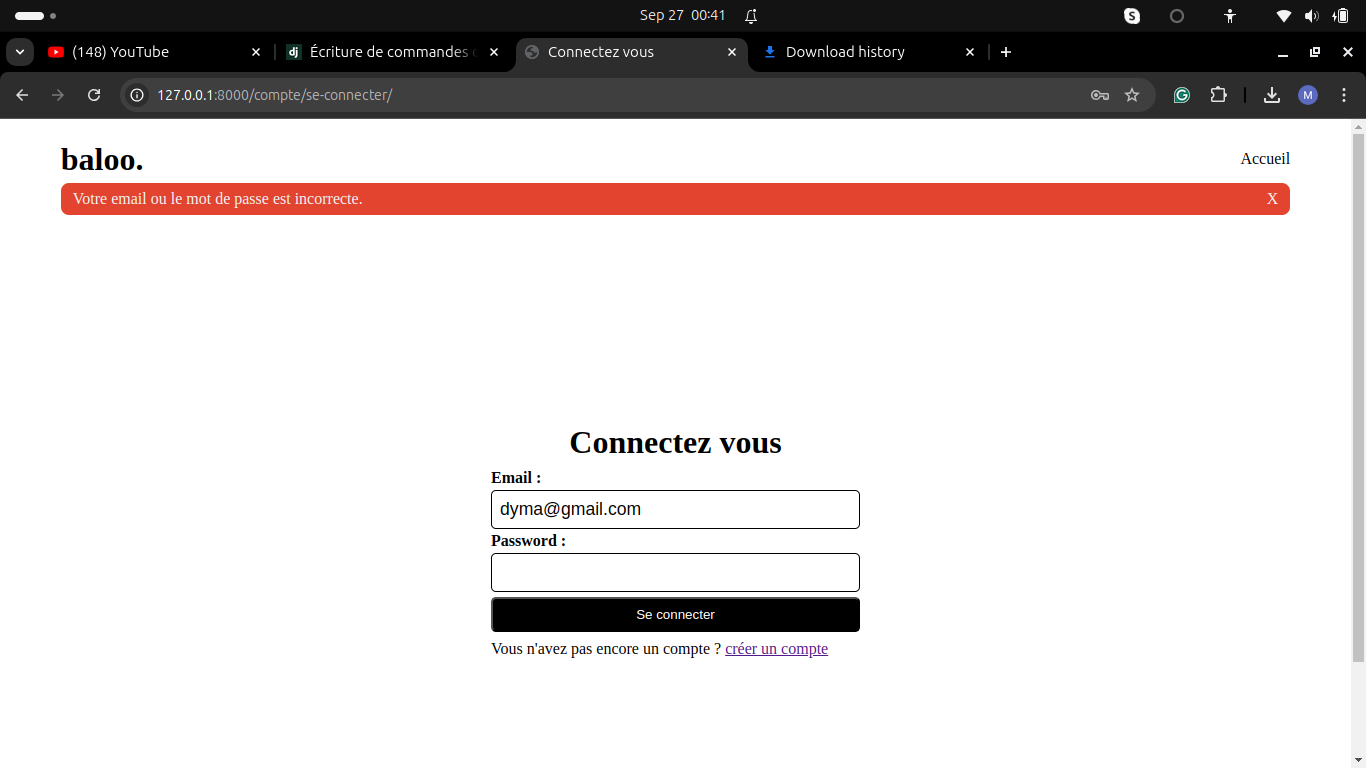 Sep 27 00:41
S
(148) YouTube
dj Écriture de commandes
Connectez vous
Download history
127.0.0.1:8000/compte/se-connecter/
M
baloo.
Accueil
Votre email ou le mot de passe est incorrecte.
X
Connectez vous
Email :
dyma@gmail.com
Password :
Se connecter
Vous n'avez pas encore un compte ? créer un compte